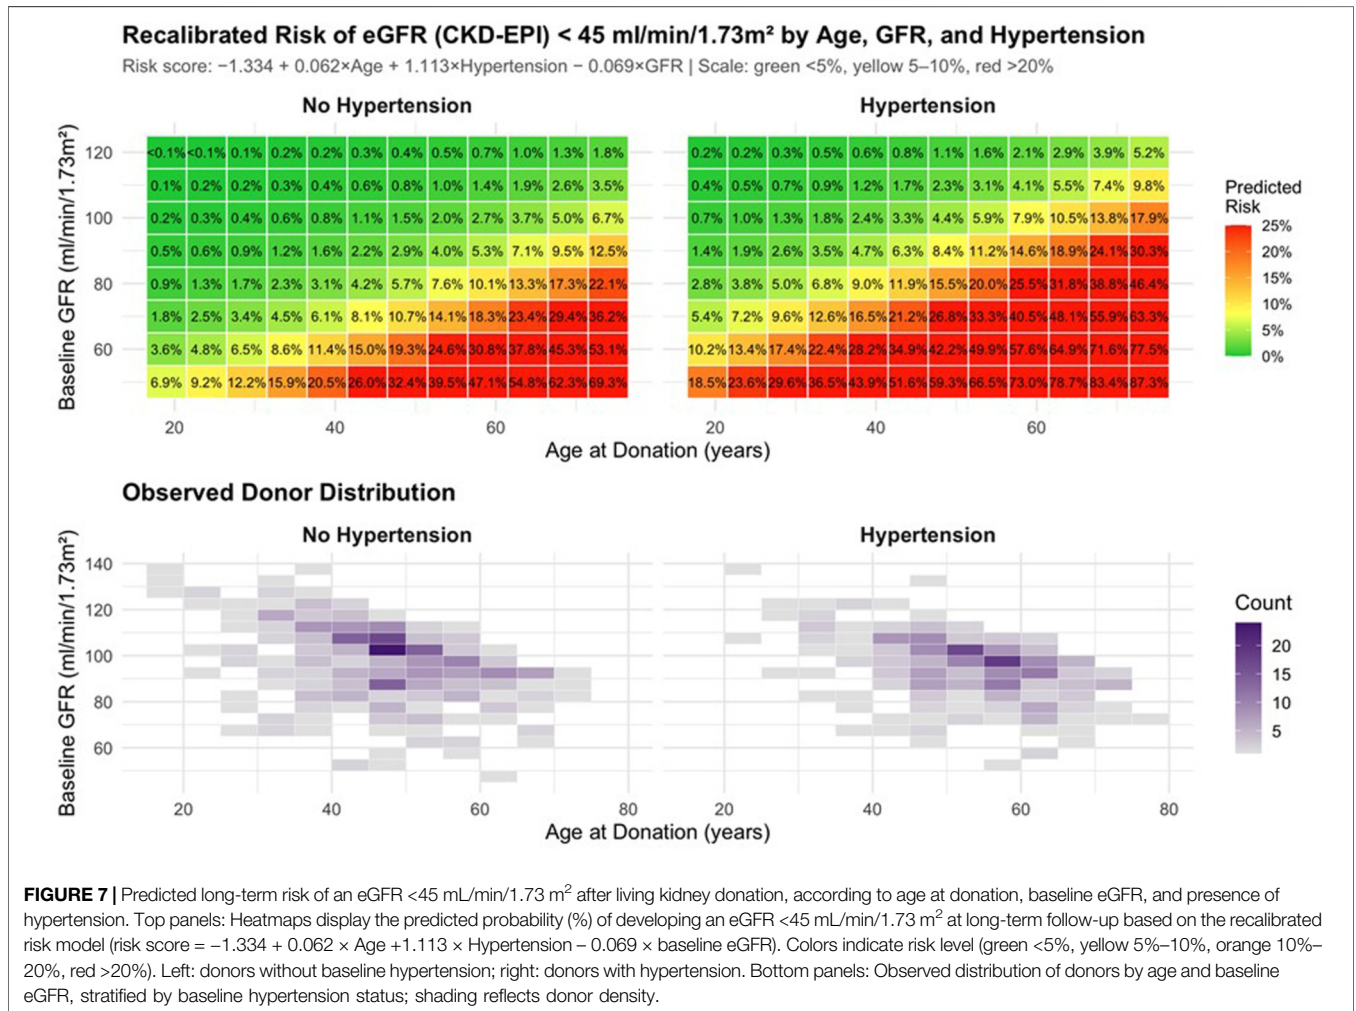 Recalibrated Risk of eGFR (CKD-EPI) < 45 ml/min/1.73m² by Age, GFR, and Hypertension
Risk score: −1.334 + 0.062×Age + 1.113×Hypertension − 0.069×GFR | Scale: green <5%, yellow 5–10%, red >20%
No Hypertension
Hypertension
Baseline GFR (ml/min/1.73m²)
120
100
80
60
<0.1% <0.1% 0.1% 0.2% 0.2% 0.3% 0.4% 0.5% 0.7% 1.0% 1.3% 1.8%
0.1% 0.2% 0.2% 0.3% 0.4% 0.6% 0.8% 1.0% 1.4% 1.9% 2.6% 3.5%
0.2% 0.3% 0.4% 0.6% 0.8% 1.1% 1.5% 2.0% 2.7% 3.7% 5.0% 6.7%
0.5% 0.6% 0.9% 1.2% 1.6% 2.2% 2.9% 4.0% 5.3% 7.1% 9.5% 12.5%
0.9% 1.3% 1.7% 2.3% 3.1% 4.2% 5.7% 7.6% 10.1% 13.3% 17.3% 22.1%
1.8% 2.5% 3.4% 4.5% 6.1% 8.1% 10.7% 14.1% 18.3% 23.4% 29.4% 36.2%
3.6% 4.8% 6.5% 8.6% 11.4% 15.0% 19.3% 24.6% 30.8% 37.8% 45.3% 53.1%
6.9% 9.2% 12.2% 15.9% 20.5% 26.0% 32.4% 39.5% 47.1% 54.8% 62.3% 69.3%
0.2% 0.2% 0.3% 0.5% 0.6% 0.8% 1.1% 1.6% 2.1% 2.9% 3.9% 5.2%
0.4% 0.5% 0.7% 0.9% 1.2% 1.7% 2.3% 3.1% 4.1% 5.5% 7.4% 9.8%
0.7% 1.0% 1.3% 1.8% 2.4% 3.3% 4.4% 5.9% 7.9% 10.5% 13.8% 17.9%
1.4% 1.9% 2.6% 3.5% 4.7% 6.3% 8.4% 11.2% 14.6% 18.9% 24.1% 30.3%
2.8% 3.8% 5.0% 6.8% 9.0% 11.9% 15.5% 20.0% 25.5% 31.8% 38.8% 46.4%
5.4% 7.2% 9.6% 12.6% 16.5% 21.2% 26.8% 33.3% 40.5% 48.1% 55.9% 63.3%
10.2% 13.4% 17.4% 22.4% 28.2% 34.9% 42.2% 49.9% 57.6% 64.9% 71.6% 77.5%
18.5% 23.6% 29.6% 36.5% 43.9% 51.6% 59.3% 66.5% 73.0% 78.7% 83.4% 87.3%
20 40 60
20 40 60
Age at Donation (years)
Predicted
Risk
25%
20%
15%
10%
5%
0%
Observed Donor Distribution
No Hypertension
Hypertension
Baseline GFR (ml/min/1.73m²)
140
120
100
80
60
20 40 60 80
20 40 60 80
Age at Donation (years)
Count
20
15
10
5
FIGURE 7 | Predicted long-term risk of an eGFR <45 mL/min/1.73 m² after living kidney donation, according to age at donation, baseline eGFR, and presence of
hypertension. Top panels: Heatmaps display the predicted probability (%) of developing an eGFR <45 mL/min/1.73 m² at long-term follow-up based on the recalibrated
risk model (risk score = −1.334 + 0.062 × Age +1.113 × Hypertension – 0.069 × baseline eGFR). Colors indicate risk level (green <5%, yellow 5%–10%, orange 10%–
20%, red >20%). Left: donors without baseline hypertension; right: donors with hypertension. Bottom panels: Observed distribution of donors by age and baseline
eGFR, stratified by baseline hypertension status; shading reflects donor density.